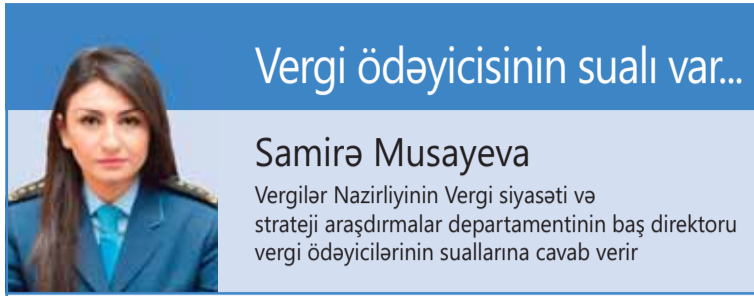 Vergi ödəyicisinin sualı var...
Samirə Musayeva
Vergilər Nazirliyinin Vergi siyasəti və
strateji araşdırmalar departamentinin baş direktoru
vergi ödəyicilərinin suallarına cavab verir